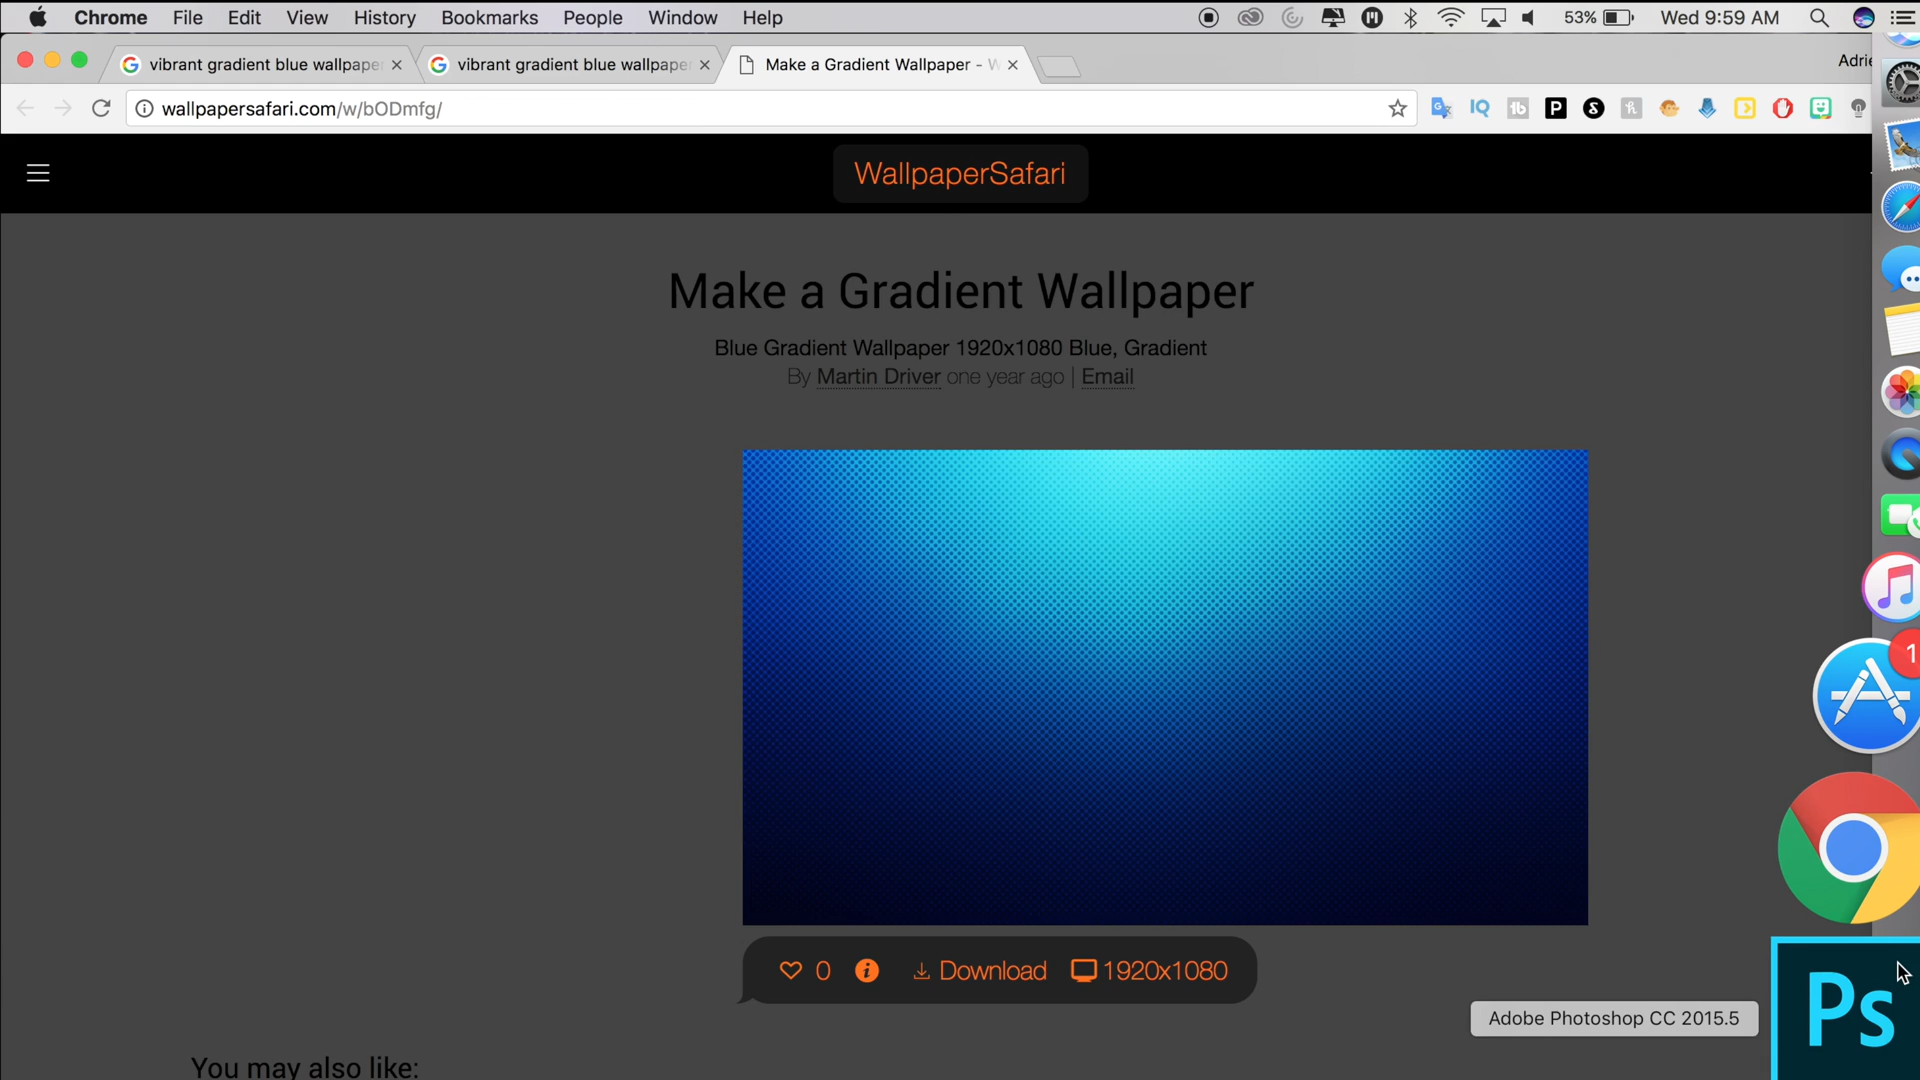 Chrome File Edit View History Bookmarks People Window Help 53% Wed 9:59 AM
vibrant gradient blue wallpaper vibrant gradient blue wallpaper Make a Gradient Wallpaper - W Adrie
wallpapersafari.com/w/bODmfg/
WallpaperSafari
Make a Gradient Wallpaper
Blue Gradient Wallpaper 1920x1080 Blue, Gradient
By Martin Driver one year ago | Email
1
0 Download 1920x1080
Adobe Photoshop CC 2015.5
Ps
You may also like: